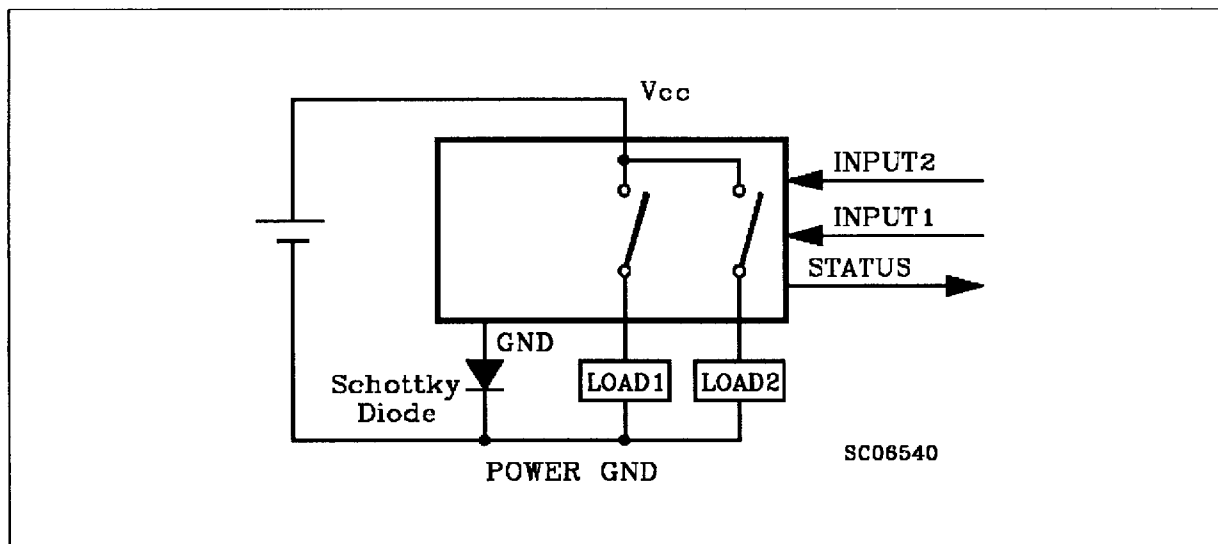 Vcc
INPUT2
INPUT1
STATUS
GND
Schottky
Diode
LOAD1
LOAD2
POWER GND
SC06540